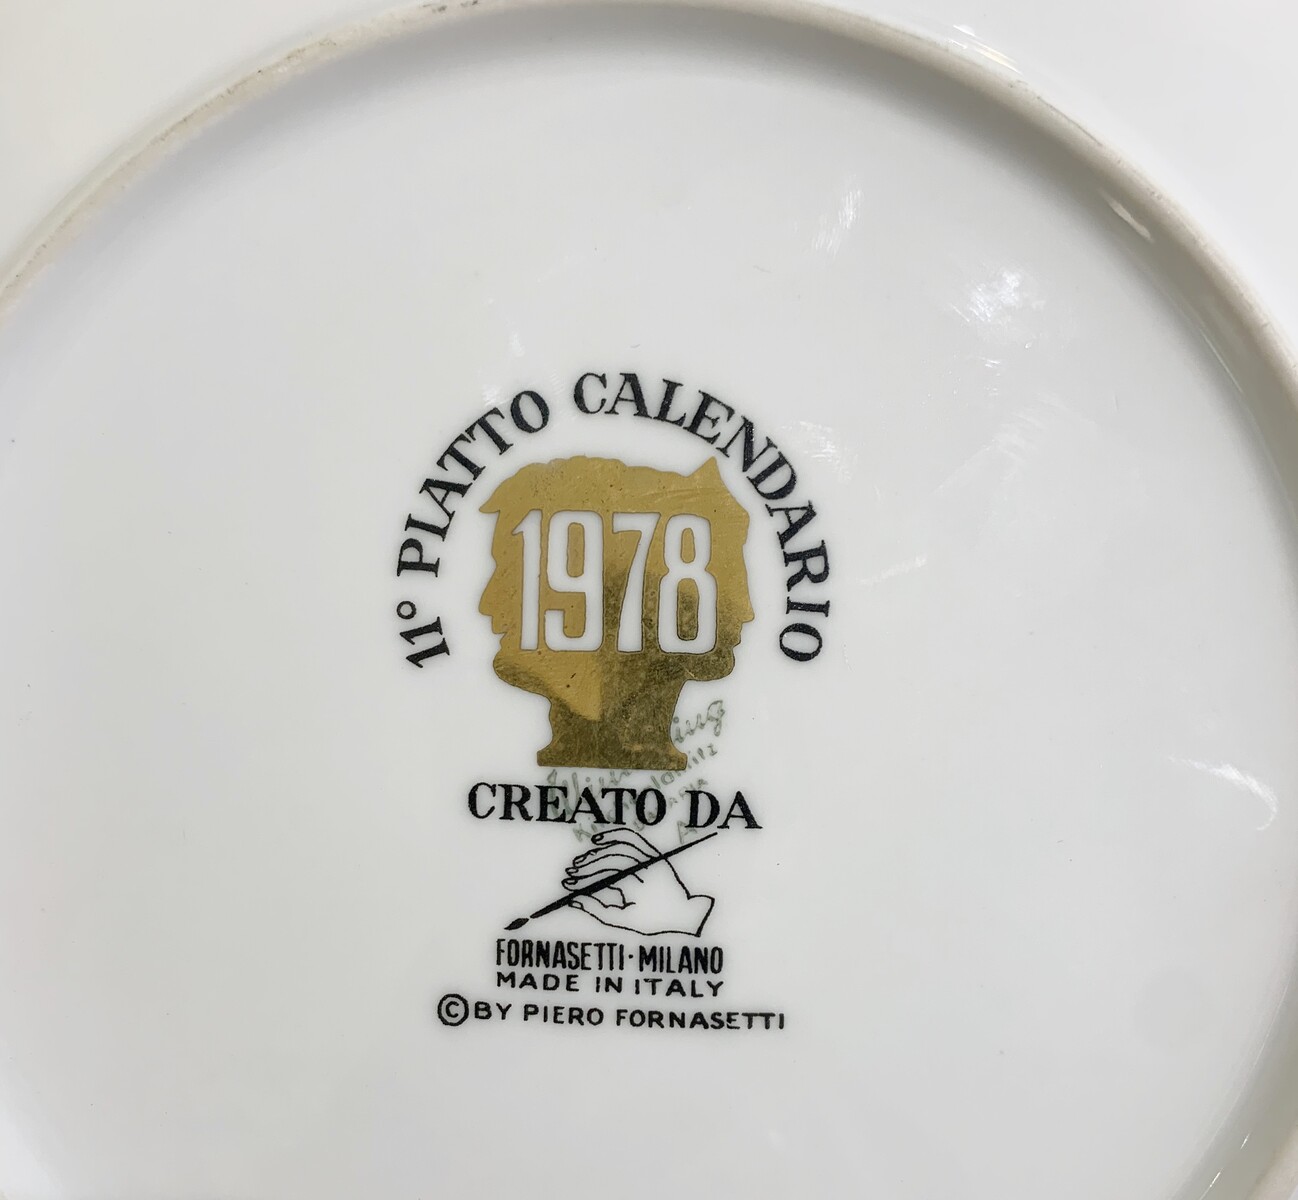 11° PIATTO CALENDARIO
1978
CREATO DA
FORNASETTI·MILANO
MADE IN ITALY
© BY PIERO FORNASETTI